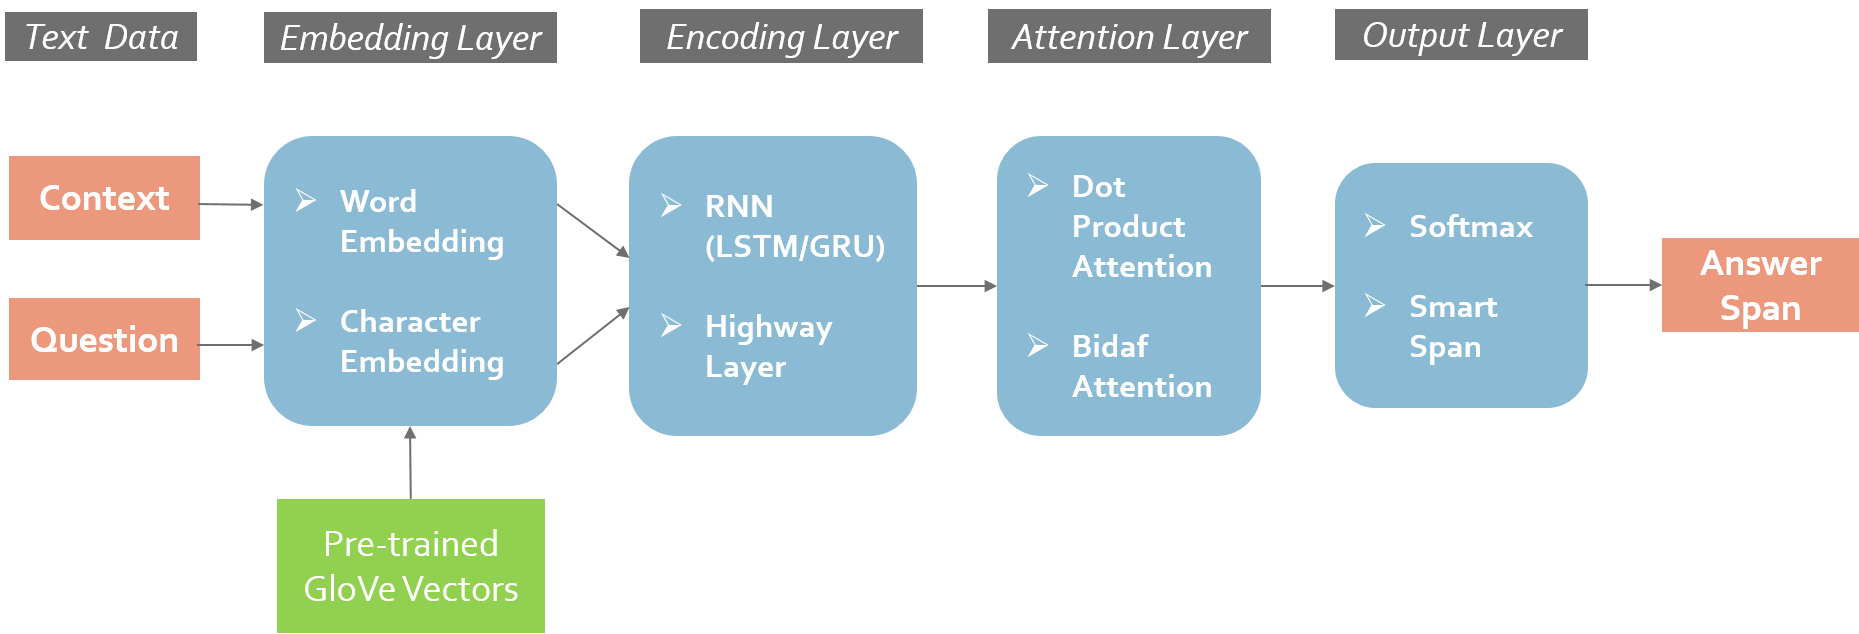 Text Data
Embedding Layer
Encoding Layer
Attention Layer
Output Layer
Context
Question
Word
Embedding
Character
Embedding
Pre-trained
GloVe Vectors
RNN
(LSTM/GRU)
Highway
Layer
Dot
Product
Attention
Bidaf
Attention
Softmax
Smart
Span
Answer
Span